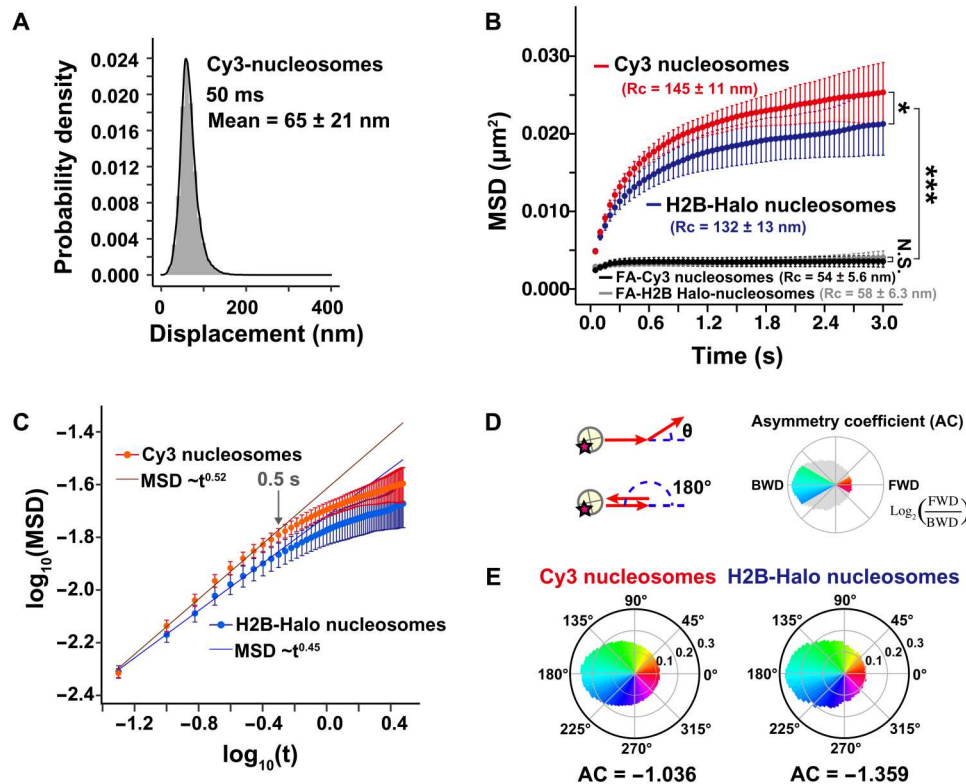 A
Cy3-nucleosomes
50 ms
Mean = 65 ± 21 nm
Probability density
0.024
0.020
0.016
0.012
0.008
0.004
0.000
0
200
400
Displacement (nm)
B
MSD (μm²)
0.030
0.020
0.010
0.000
Cy3 nucleosomes
(Rc = 145 ± 11 nm)
H2B-Halo nucleosomes
(Rc = 132 ± 13 nm)
*
***
N.S.
FA-Cy3 nucleosomes (Rc = 54 ± 5.6 nm)
FA-H2B Halo-nucleosomes (Rc = 58 ± 6.3 nm)
0.0 0.6 1.2 1.8 2.4 3.0
Time (s)
C
log₁₀(MSD)
−1.4
−1.6
−1.8
−2.0
−2.2
−2.4
Cy3 nucleosomes
MSD ~t^0.52
0.5 s
H2B-Halo nucleosomes
MSD ~t^0.45
−1.2 −0.8 −0.4 0.0 0.4
log₁₀(t)
D
θ
180°
Asymmetry coefficient (AC)
BWD
FWD
Log₂(FWD/BWD)
E
Cy3 nucleosomes
90°
135°
45°
0.3
0.2
0.1
180°
0°
225°
315°
270°
AC = −1.036
H2B-Halo nucleosomes
90°
135°
45°
0.3
0.2
0.1
180°
0°
225°
315°
270°
AC = −1.359